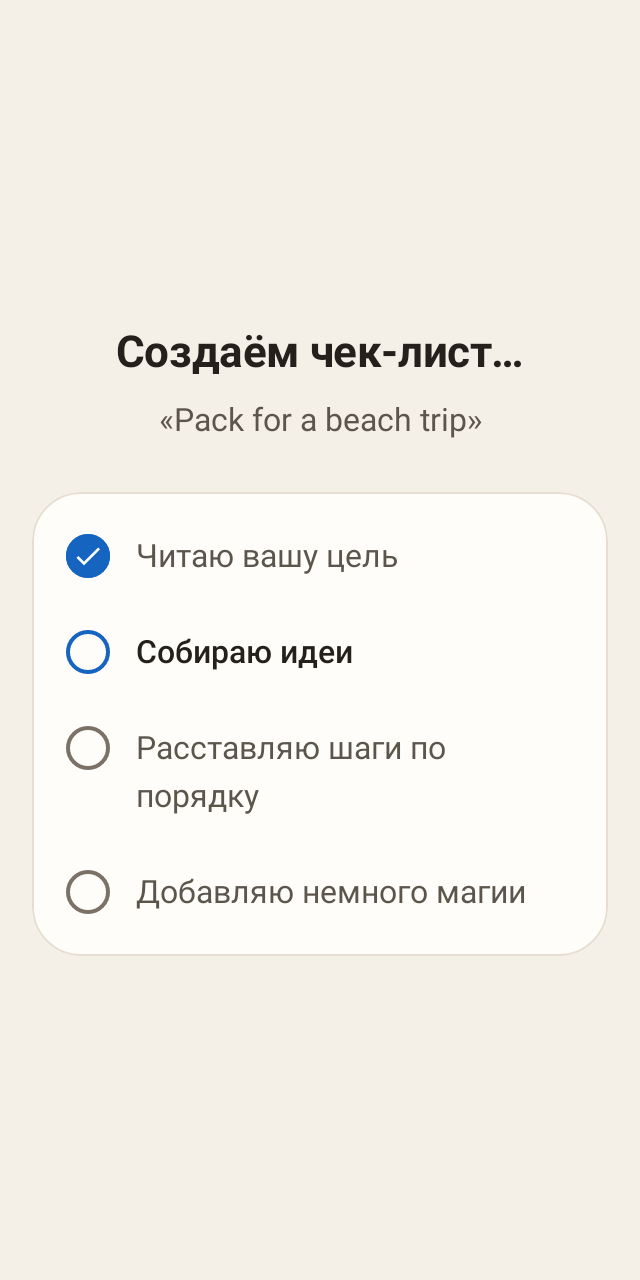 Создаём чек-лист…
«Pack for a beach trip»
Читаю вашу цель
Собираю идеи
Расставляю шаги по
порядку
Добавляю немного магии